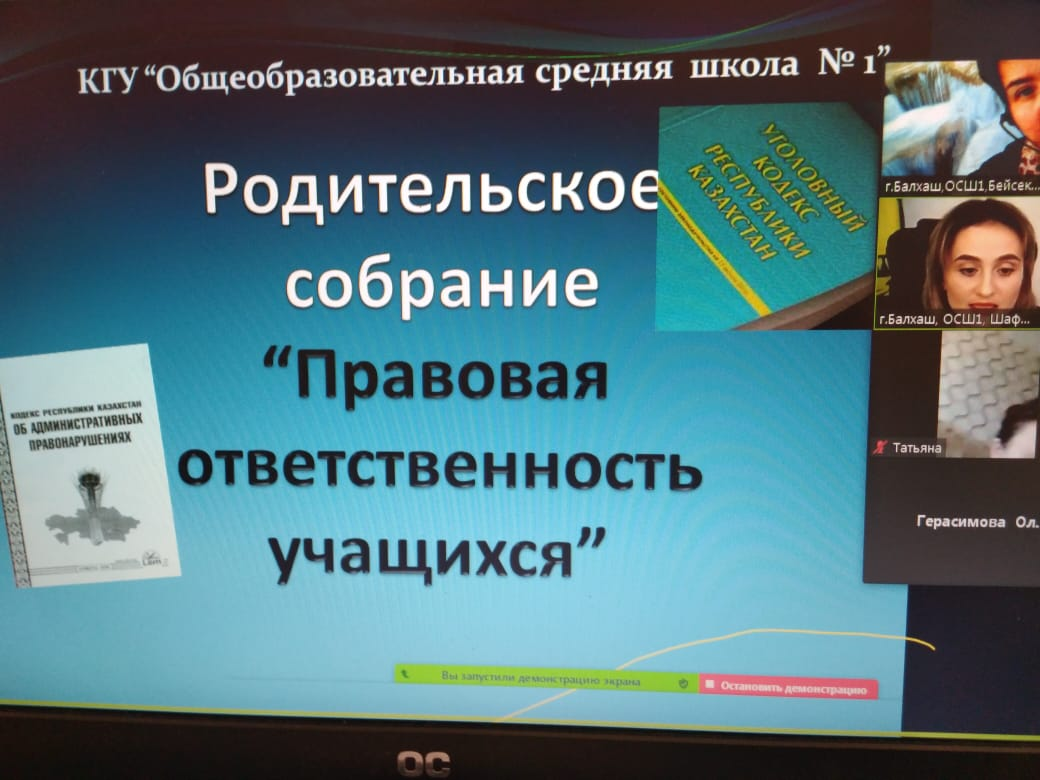 КГУ “Общеобразовательная средняя школа № 1”
Родительское
собрание
“Правовая
ответственность
учащихся”
УГОЛОВНЫЙ
КОДЕКС
РЕСПУБЛИКИ
КАЗАХСТАН
КОДЕКС РЕСПУБЛИКИ КАЗАХСТАН
ОБ АДМИНИСТРАТИВНЫХ
ПРАВОНАРУШЕНИЯХ
г.Балхаш,ОСШ1,Бейсек...
г.Балхаш, ОСШ1, Шаф...
Татьяна
Герасимова Ол.
Вы запустили демонстрацию экрана
Остановить демонстрацию
ОС